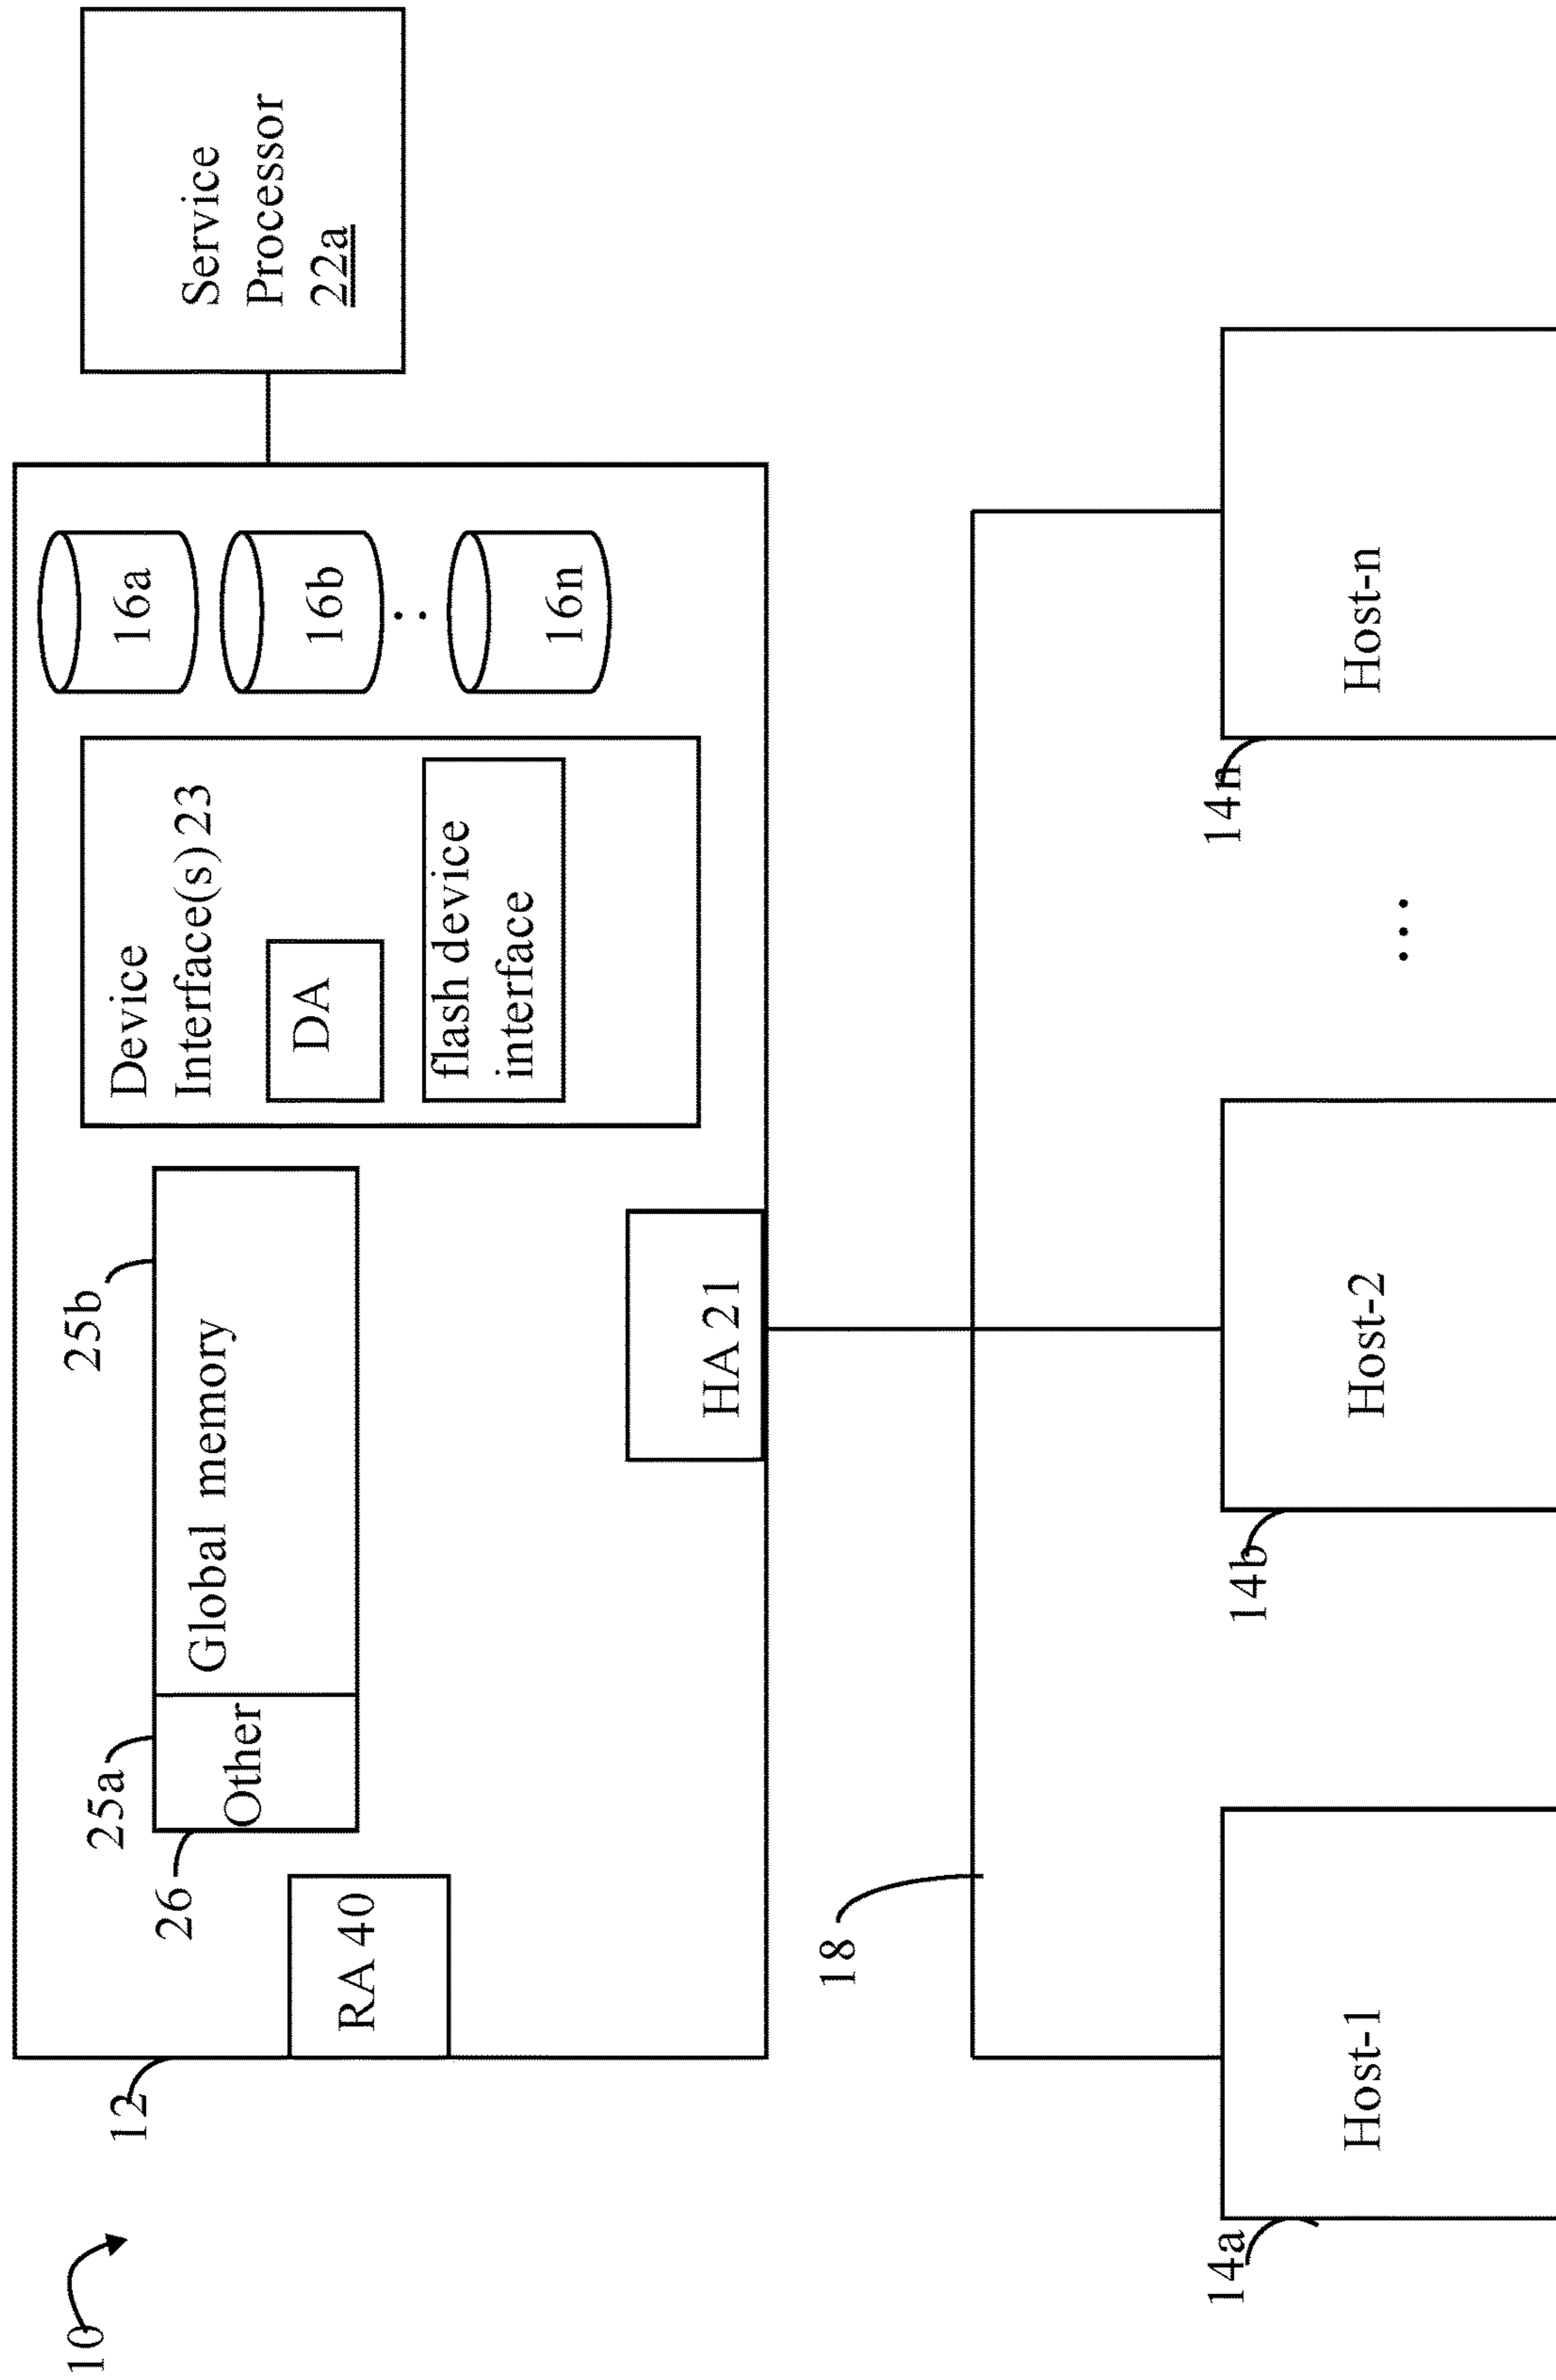 10
12
RA 40
26
25a
Other
25b
Global memory
HA 21
Device
Interface(s) 23
DA
flash device
interface
16a
16b
16n
Service
Processor
22a
18
14a
Host-1
14b
Host-2
...
14n
Host-n